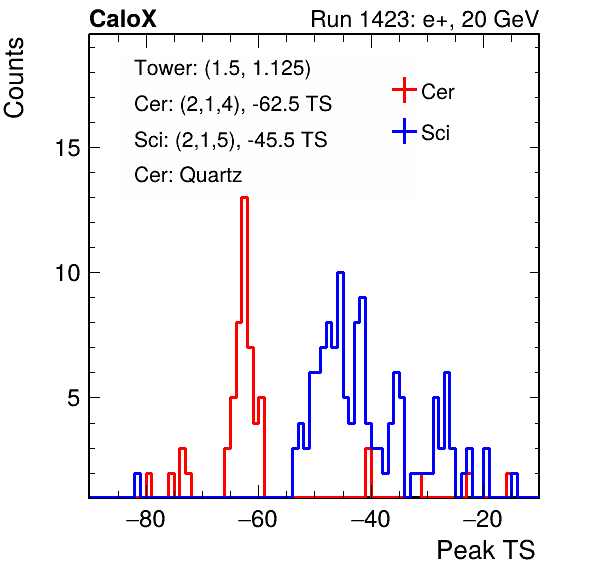 CaloX Run 1423: e+, 20 GeV
Counts
Tower: (1.5, 1.125)
Cer: (2,1,4), -62.5 TS
Sci: (2,1,5), -45.5 TS
Cer: Quartz
Cer
Sci
15
10
5
−80 −60 −40 −20
Peak TS